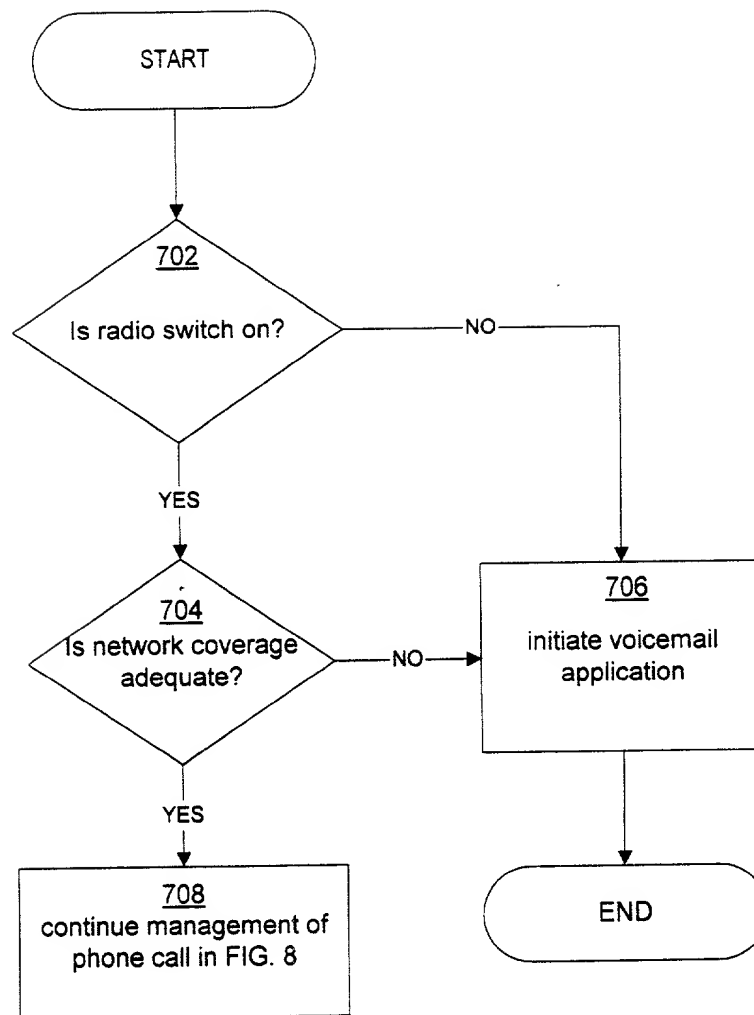 START
702
Is radio switch on?
NO
YES
704
Is network coverage
adequate?
NO
706
initiate voicemail
application
YES
708
continue management of
phone call in FIG. 8
END